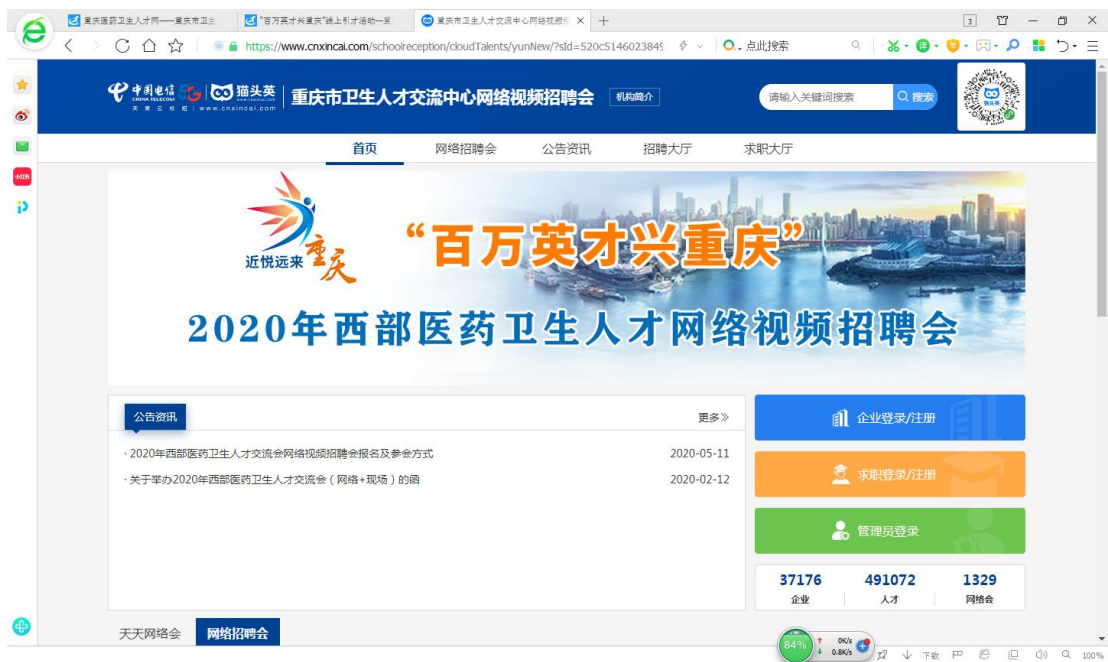 重庆医药卫生人才网——重庆市卫生
“百万英才兴重庆”线上引才活动—重
重庆市卫生人才交流中心网络视频招
3
https://www.cnxincai.com/schoolreception/cloudTalents/yunNew/?sId=520c5146023849
点此搜索
中国电信
CHINA TELECOM
5G
猫头英
www.cnxincai.com
重庆市卫生人才交流中心网络视频招聘会
机构简介
请输入关键词搜索
搜索
首页
网络招聘会
公告资讯
招聘大厅
求职大厅
近悦远来
重庆
“百万英才兴重庆”
2020年西部医药卫生人才网络视频招聘会
公告资讯
更多》
· 2020年西部医药卫生人才交流会网络视频招聘会报名及参会方式
2020-05-11
· 关于举办2020年西部医药卫生人才交流会（网络+现场）的函
2020-02-12
企业登录/注册
求职登录/注册
管理员登录
37176
491072
1329
企业
人才
网络会
天天网络会
网络招聘会
84%
0K/s
0.8K/s
下载
100%